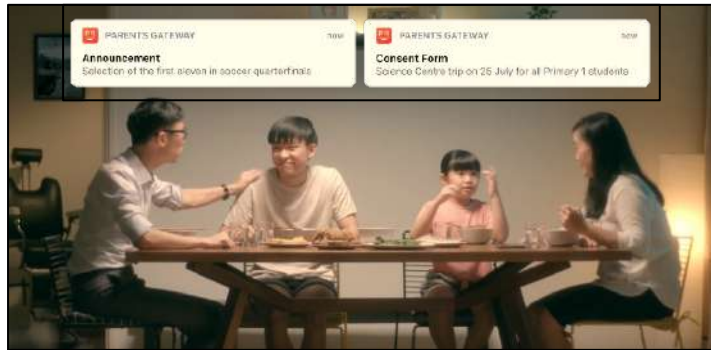 PARENTS GATEWAY
now
Announcement
Selection of the first eleven in soccer quarterfinals
PARENTS GATEWAY
now
Consent Form
Science Centre trip on 25 July for all Primary 1 students